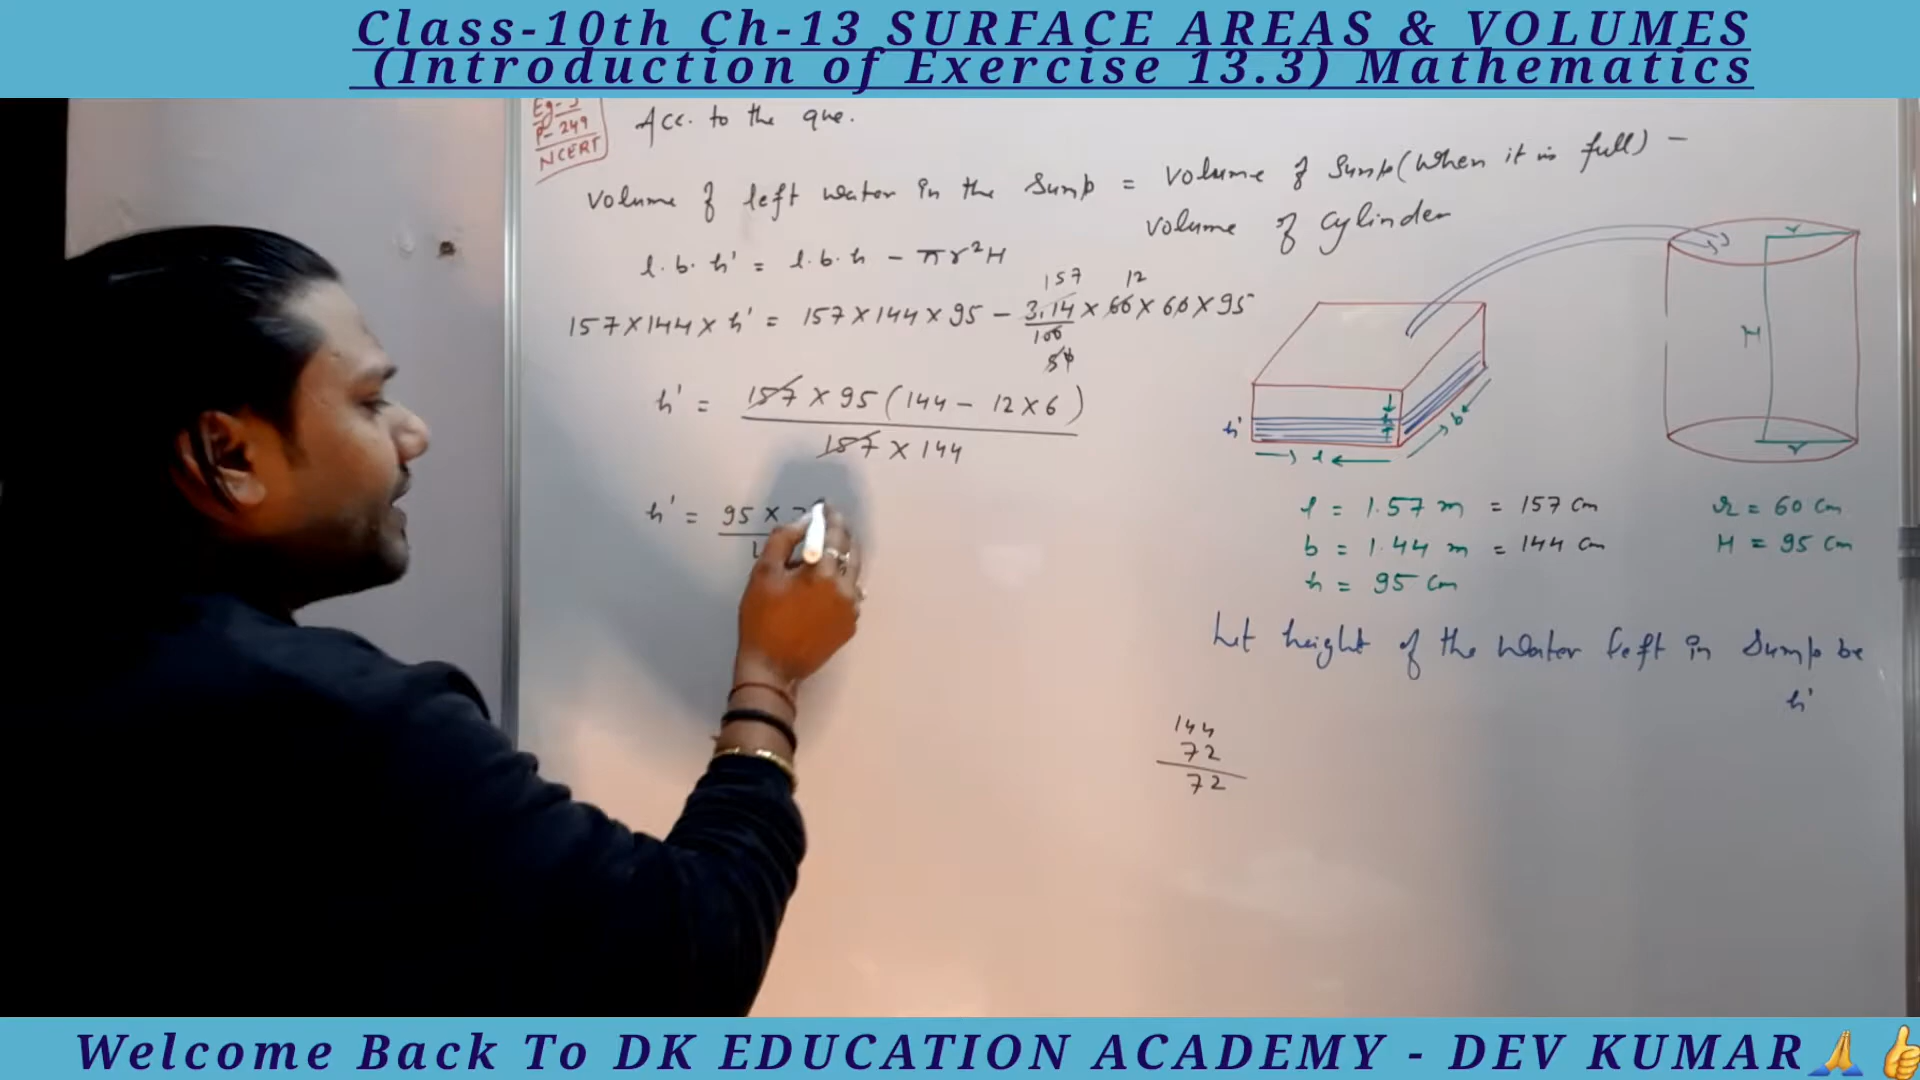 Class-10th Ch-13 SURFACE AREAS & VOLUMES
(Introduction of Exercise 13.3) Mathematics
Eg-5
P-249
NCERT
Acc. to the que.
Volume of left water in the Sump = Volume of Sump (When it is full) -
Volume of cylinder
l.b.h' = l.b.h - πr²H
157 12
157 X 144 X h' = 157 X 144 X 95 - 3.14 X 60 X 60 X 95
100
h' = 157 X 95 (144 - 12 X 6)
157 X 144
h' = 95 X
r
H
r
h
h'
l
b
l = 1.57 m = 157 cm
b = 1.44 m = 144 cm
h = 95 cm
r = 60 cm
H = 95 cm
Let height of the Water left in Sump be
h'
144
72
72
Welcome Back To DK EDUCATION ACADEMY - DEV KUMAR🙏👍